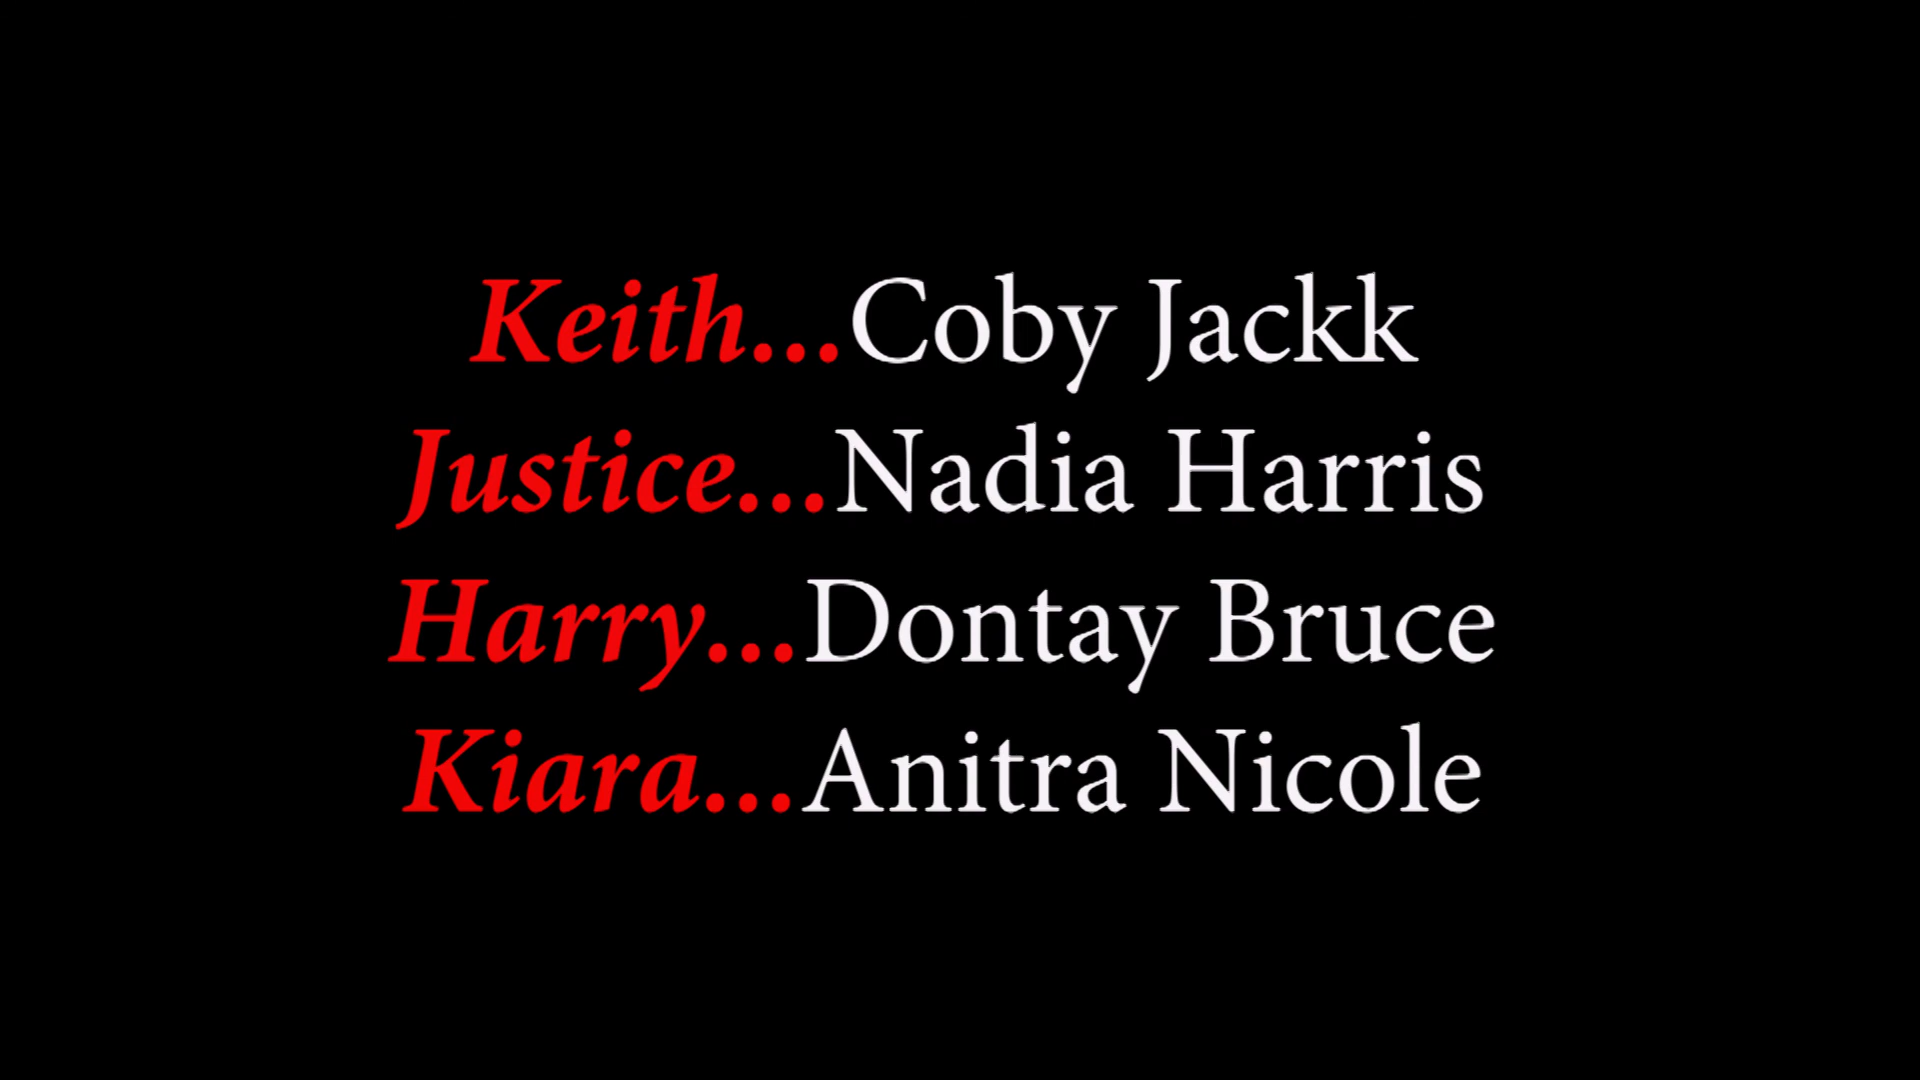 Keith...Coby Jackk
Justice...Nadia Harris
Harry...Dontay Bruce
Kiara...Anitra Nicole